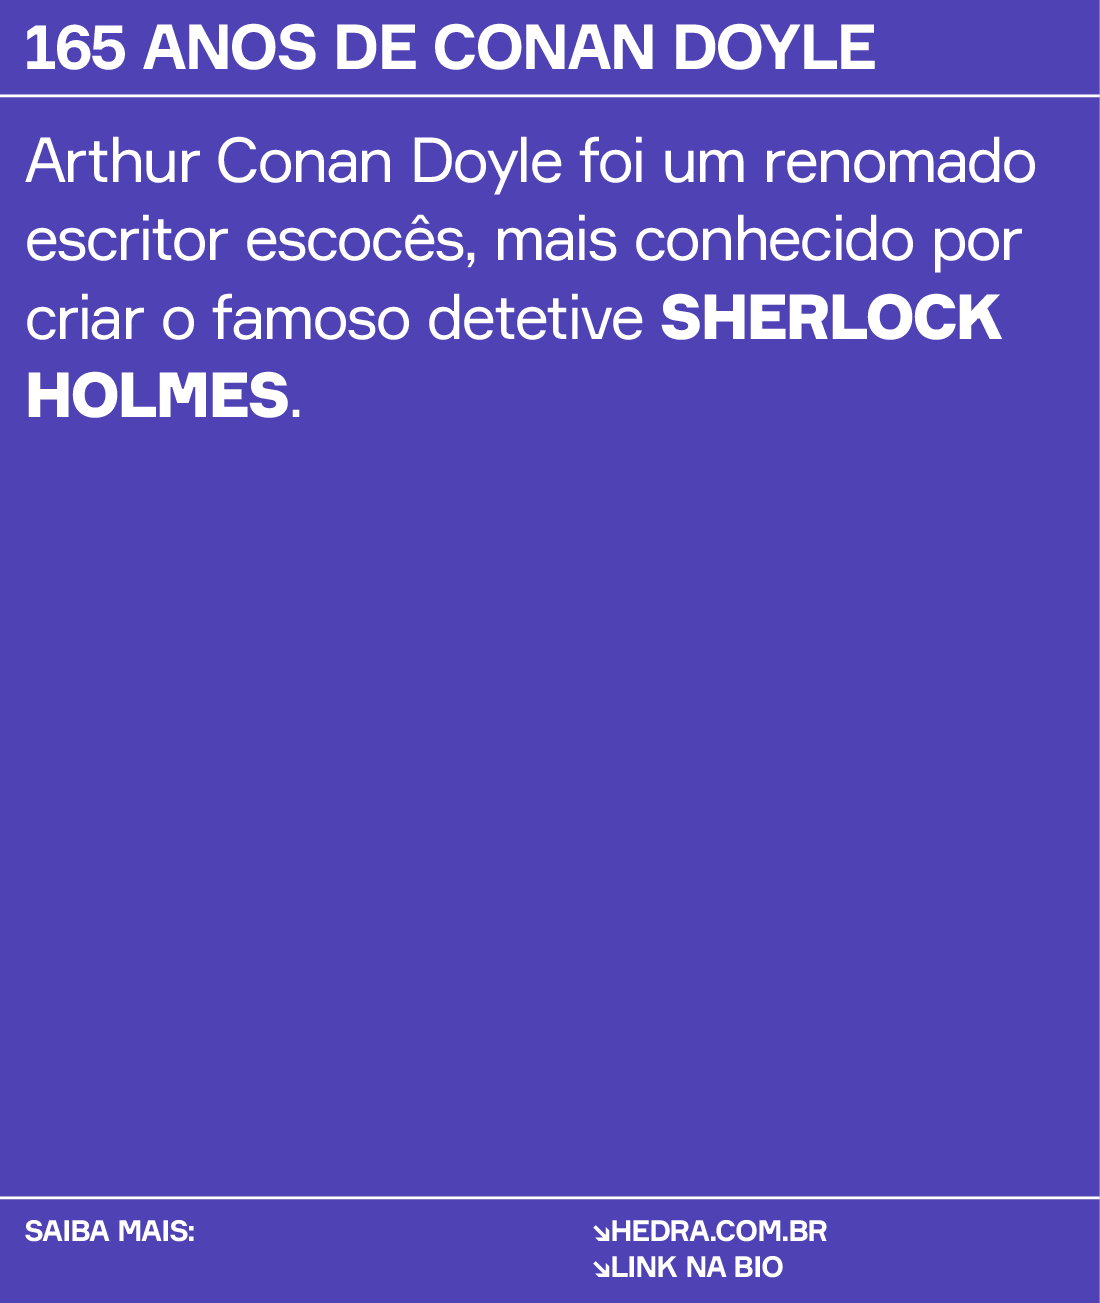 165 ANOS DE CONAN DOYLE
Arthur Conan Doyle foi um renomado
escritor escocês, mais conhecido por
criar o famoso detetive SHERLOCK
HOLMES.
SAIBA MAIS:
↘HEDRA.COM.BR
↘LINK NA BIO